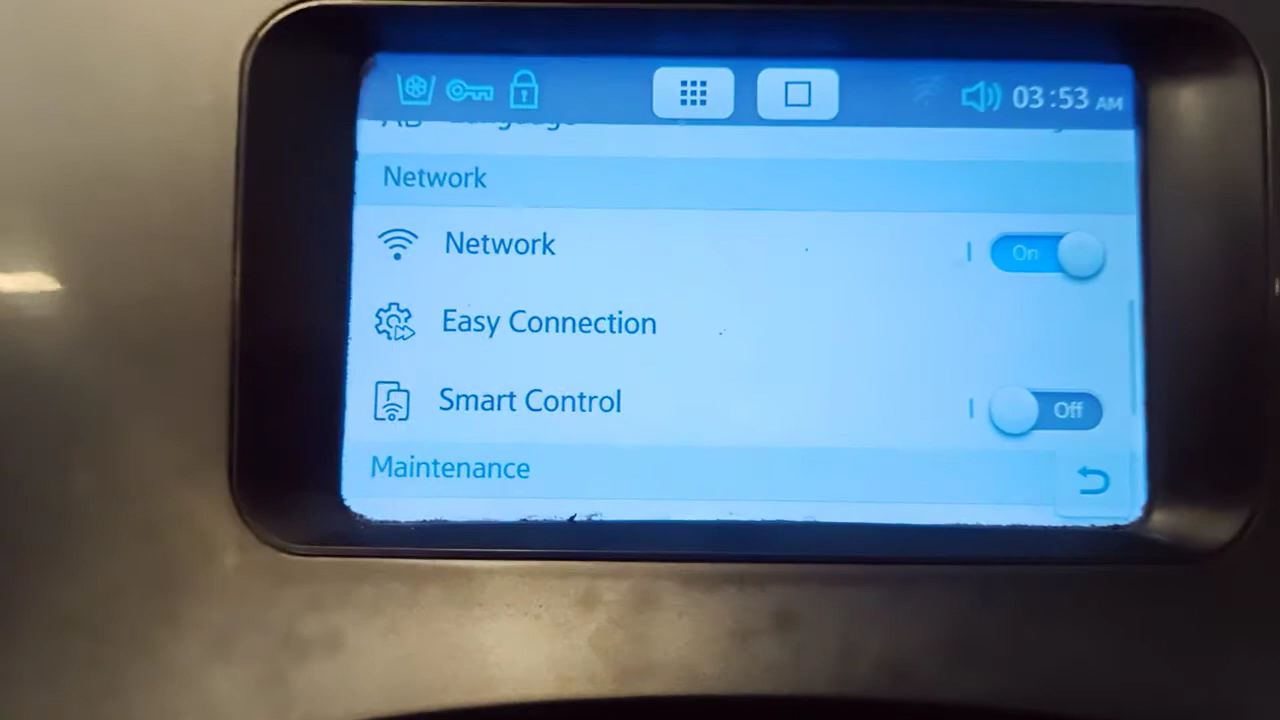 03:53 AM
Network
Network
On
Easy Connection
Smart Control
Off
Maintenance